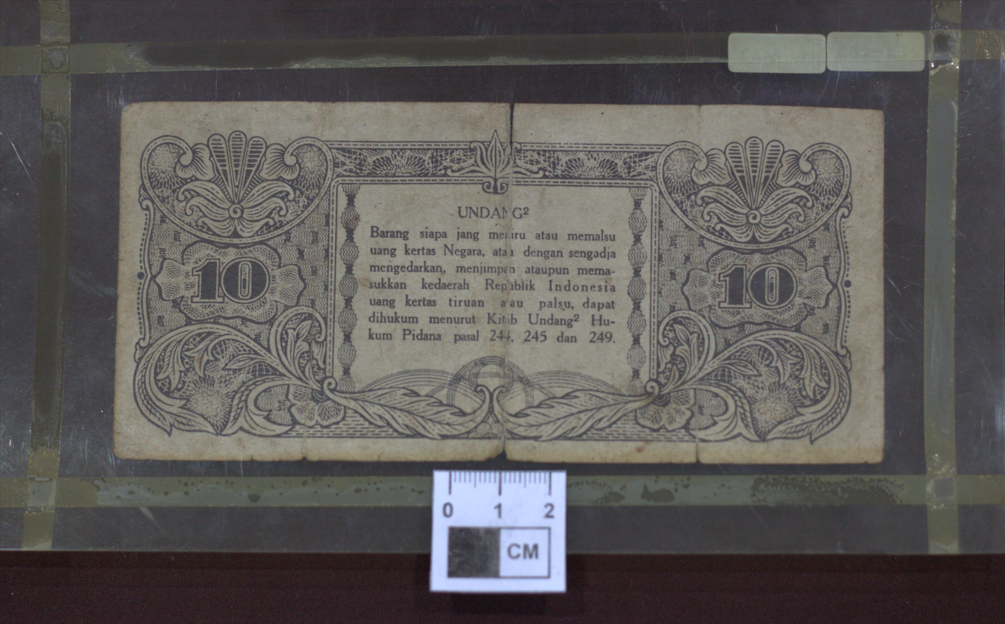 UNDANG²
Barang siapa jang meniru atau memalsu
uang kertas Negara, atau dengan sengadja
mengedarkan, menjimpan ataupun mema-
sukkan kedaerah Republik Indonesia
uang kertas tiruan atau palsu, dapat
dihukum menurut Kitab Undang² Hu-
kum Pidana pasal 244, 245 dan 249.
10
10
0 1 2
CM